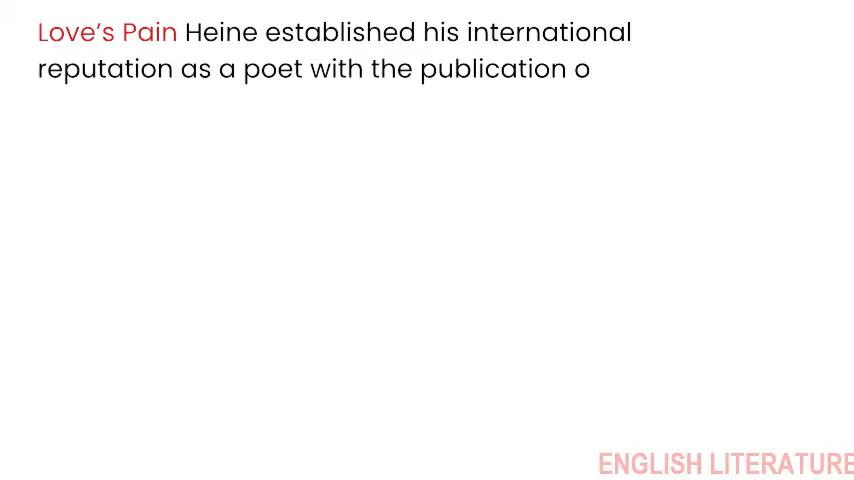 Love’s Pain Heine established his international
reputation as a poet with the publication o
ENGLISH LITERATURE